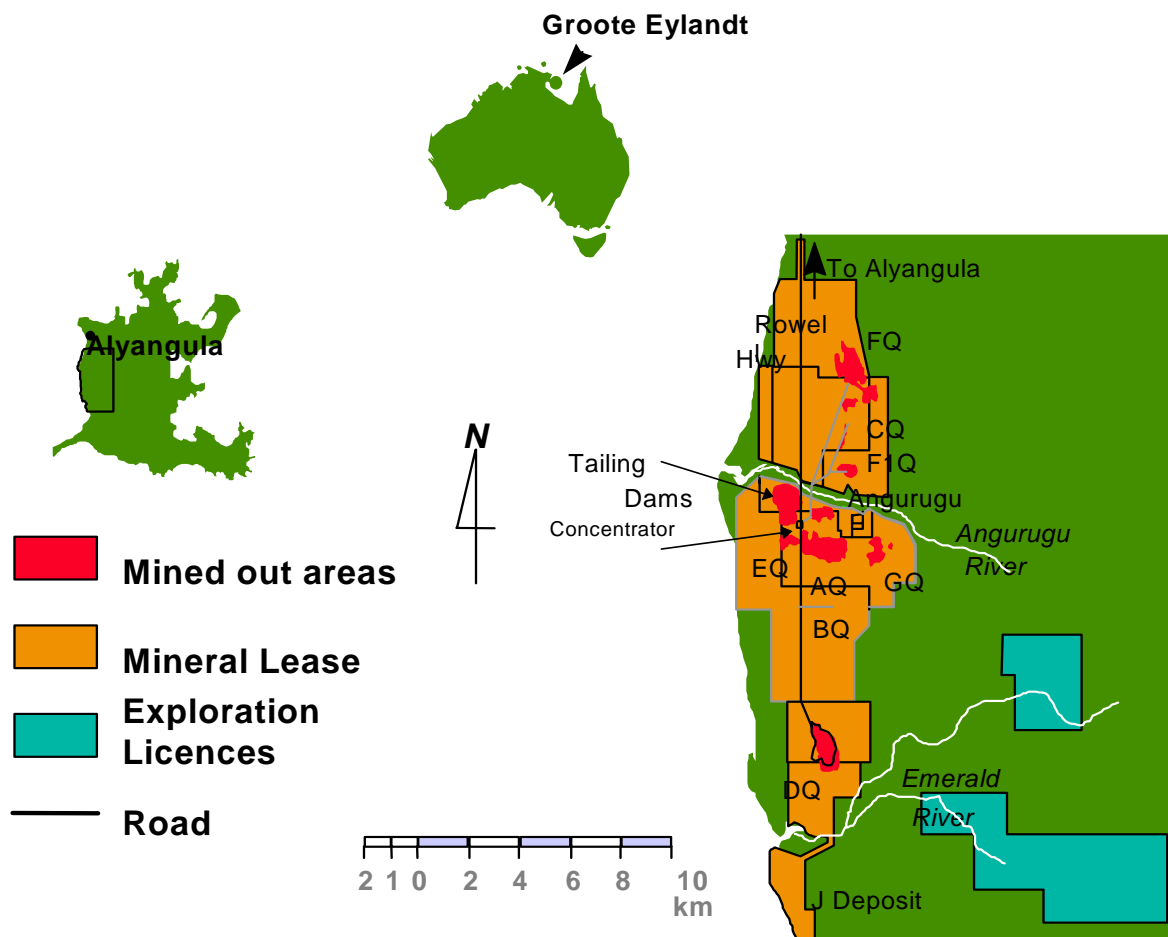 Groote Eylandt
To Alyangula
Rowel
Hwy
FQ
Alyangula
CQ
F1Q
N
Tailing
Dams
Angurugu
Concentrator
Angurugu
River
EQ
AQ
GQ
BQ
Mined out areas
Mineral Lease
Exploration
Licences
Road
DQ
Emerald
River
J Deposit
2 1 0 2 4 6 8 10
km